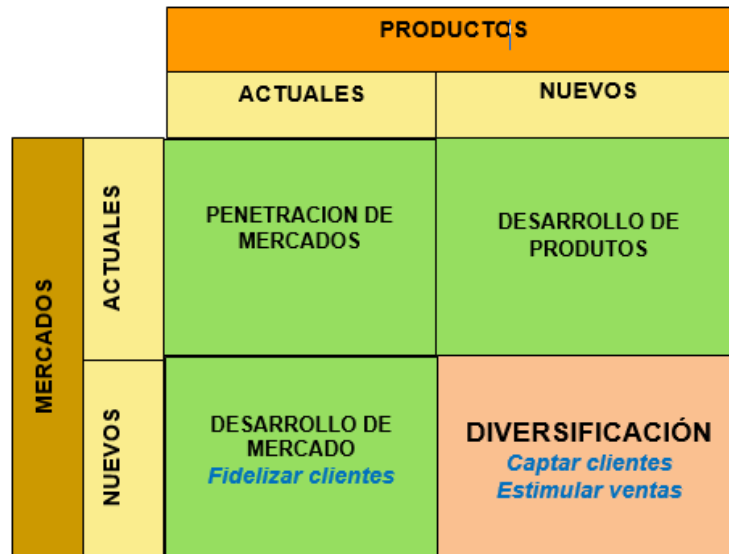 PRODUCTOS
ACTUALES
NUEVOS
MERCADOS
ACTUALES
PENETRACION DE
MERCADOS
DESARROLLO DE
PRODUTOS
NUEVOS
DESARROLLO DE
MERCADO
Fidelizar clientes
DIVERSIFICACIÓN
Captar clientes
Estimular ventas